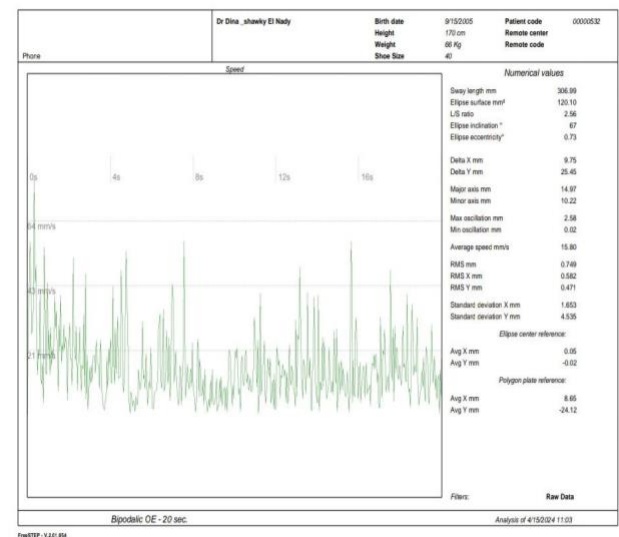 Dr Dina _shawky El Nady
Birth date 9/15/2005 Patient code 00000532
Height 170 cm Remote center
Weight 66 Kg Remote code
Phone Shoe Size 40
Speed
Numerical values
Sway length mm 306.99
Ellipse surface mm² 120.10
L/S ratio 2.56
Ellipse inclination ° 67
Ellipse eccentricity° 0.73
Delta X mm 9.75
Delta Y mm 25.45
0s 4s 8s 12s 16s
Major axis mm 14.97
Minor axis mm 10.22
64 mm/s
Max oscillation mm 2.58
Min oscillation mm 0.02
Average speed mm/s 15.80
RMS mm 0.749
RMS X mm 0.582
43 mm/s
RMS Y mm 0.471
Standard deviation X mm 1.653
Standard deviation Y mm 4.535
Ellipse center reference:
21 mm/s
Avg X mm 0.05
Avg Y mm -0.02
Polygon plate reference:
Avg X mm 8.65
Avg Y mm -24.12
Filters: Raw Data
Bipodalic OE - 20 sec. Analysis of 4/15/2024 11:03
FreeSTEP - V.2.01.054